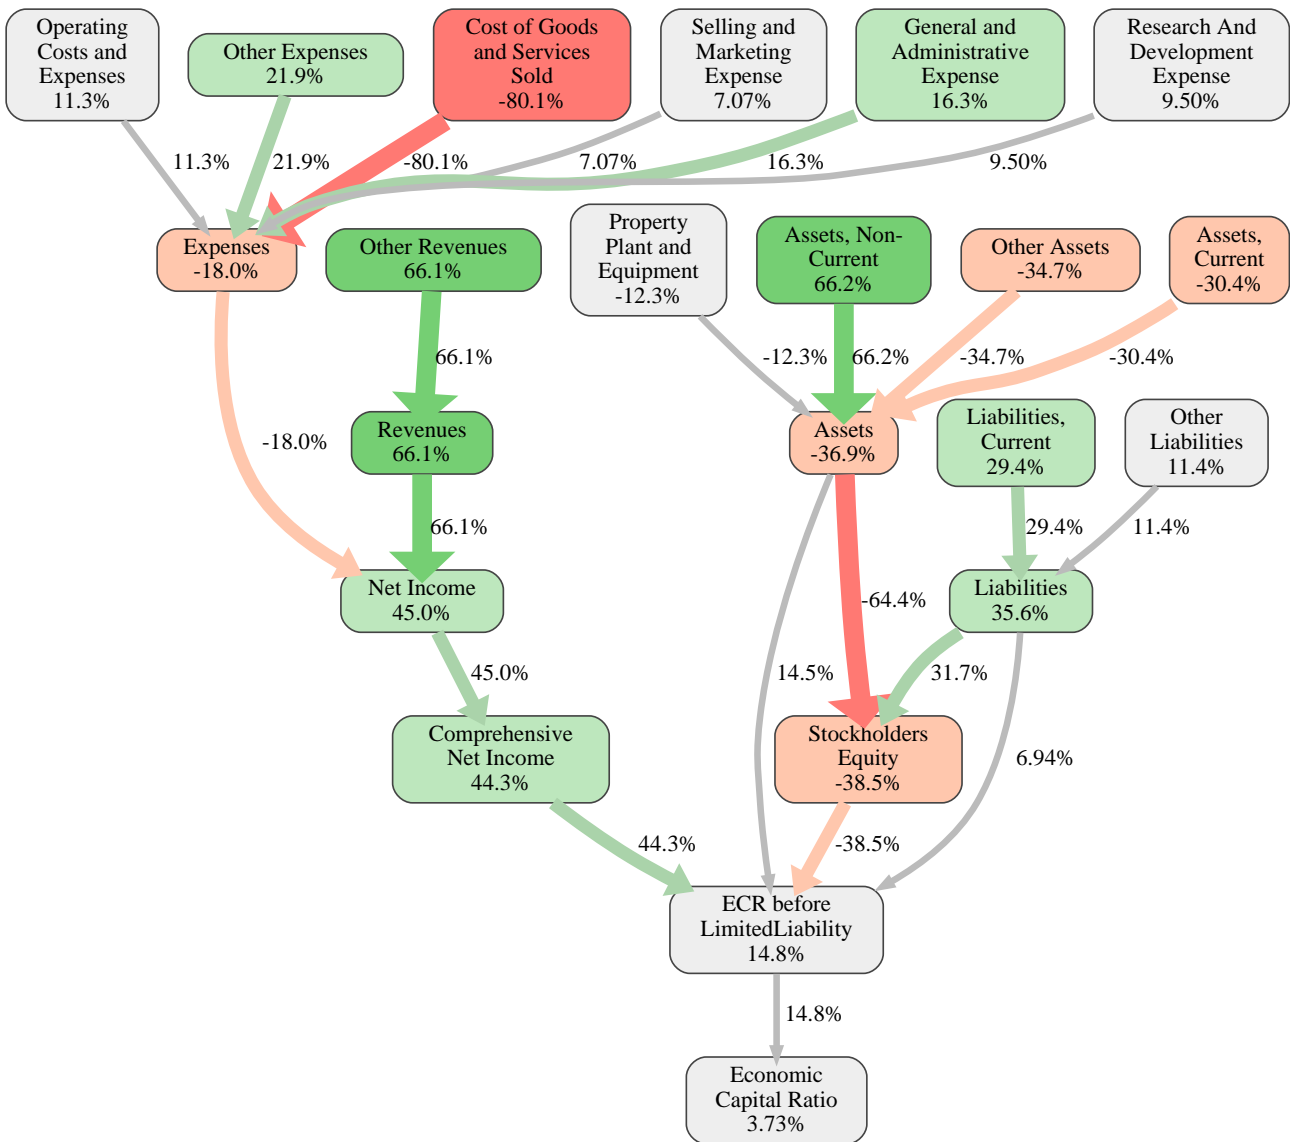 Operating
Costs and
Expenses
11.3%
Other Expenses
21.9%
Cost of Goods
and Services
Sold
-80.1%
Selling and
Marketing
Expense
7.07%
General and
Administrative
Expense
16.3%
Research And
Development
Expense
9.50%
11.3%
21.9%
-80.1%
7.07%
16.3%
9.50%
Expenses
-18.0%
Other Revenues
66.1%
Property
Plant and
Equipment
-12.3%
Assets, Non-
Current
66.2%
Other Assets
-34.7%
Assets,
Current
-30.4%
66.1%
-12.3%
66.2%
-34.7%
-30.4%
-18.0%
Revenues
66.1%
Assets
-36.9%
Liabilities,
Current
29.4%
Other
Liabilities
11.4%
66.1%
29.4%
11.4%
Net Income
45.0%
-64.4%
Liabilities
35.6%
45.0%
14.5%
31.7%
Comprehensive
Net Income
44.3%
Stockholders
Equity
-38.5%
6.94%
44.3%
-38.5%
ECR before
LimitedLiability
14.8%
14.8%
Economic
Capital Ratio
3.73%